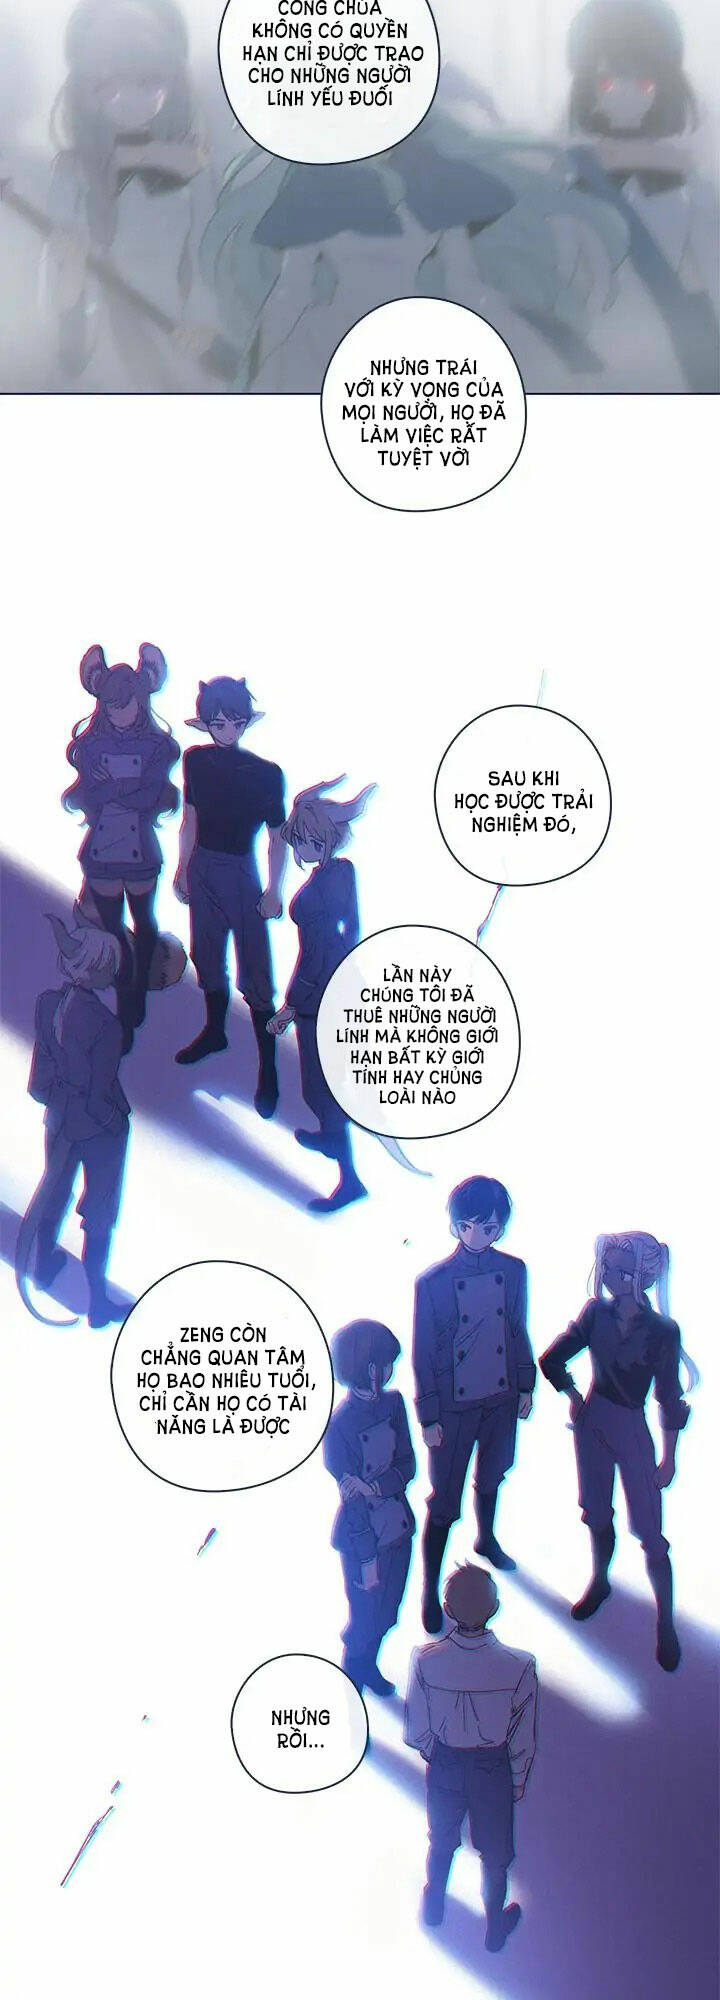 CÔNG CHÚA
KHÔNG CÓ QUYỀN
HẠN CHỈ ĐƯỢC TRAO
CHO NHỮNG NGƯỜI
LÍNH YẾU ĐUỐI
NHƯNG TRÁI
VỚI KỲ VỌNG CỦA
MỌI NGƯỜI, HỌ ĐÃ
LÀM VIỆC RẤT
TUYỆT VỜI
SAU KHI
HỌC ĐƯỢC TRẢI
NGHIỆM ĐÓ,
LẦN NÀY
CHÚNG TÔI ĐÃ
THUÊ NHỮNG NGƯỜI
LÍNH MÀ KHÔNG GIỚI
HẠN BẤT KỲ GIỚI
TÍNH HAY CHỦNG
LOÀI NÀO
ZENG CÒN
CHẲNG QUAN TÂM
HỌ BAO NHIÊU TUỔI,
CHỈ CẦN HỌ CÓ TÀI
NĂNG LÀ ĐƯỢC
NHƯNG
RỒI...